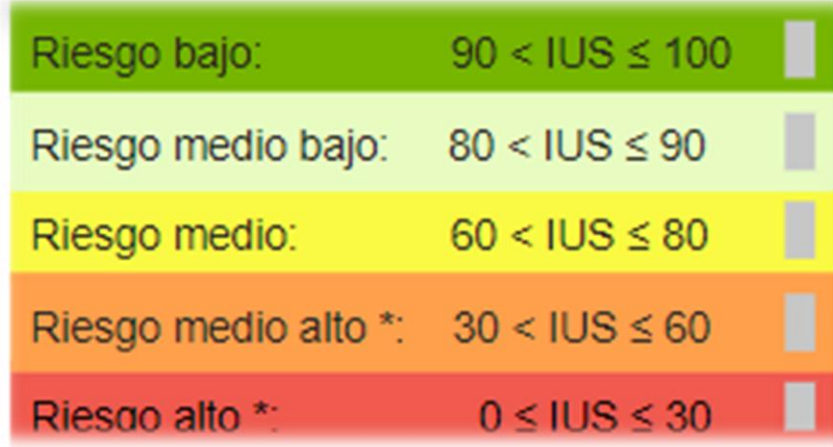 Riesgo bajo: 90 < IUS ≤ 100
Riesgo medio bajo: 80 < IUS ≤ 90
Riesgo medio: 60 < IUS ≤ 80
Riesgo medio alto *: 30 < IUS ≤ 60
Riesgo alto *: 0 ≤ IUS ≤ 30